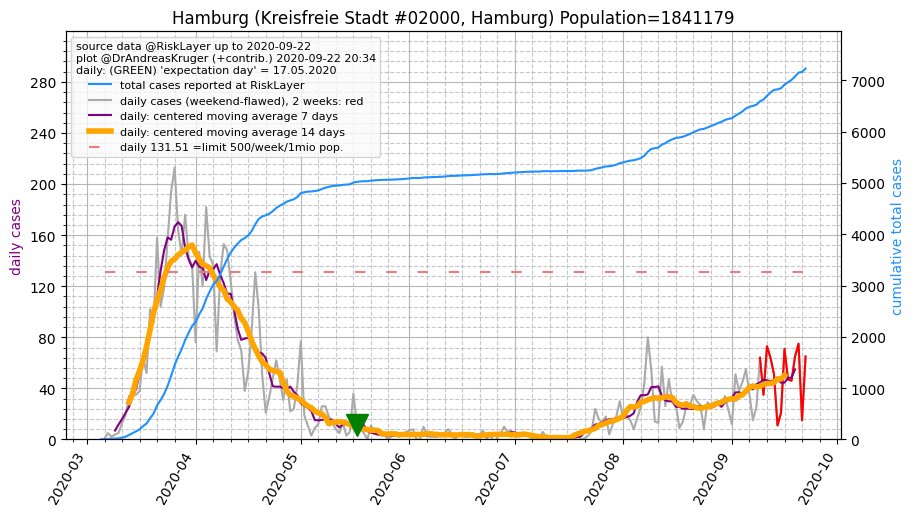 Hamburg (Kreisfreie Stadt #02000, Hamburg) Population=1841179
source data @RiskLayer up to 2020-09-22
plot @DrAndreasKruger (+contrib.) 2020-09-22 20:34
daily: (GREEN) 'expectation day' = 17.05.2020
total cases reported at RiskLayer
daily cases (weekend-flawed), 2 weeks: red
daily: centered moving average 7 days
daily: centered moving average 14 days
daily 131.51 =limit 500/week/1mio pop.
daily cases
280
240
200
160
120
80
40
0
7000
6000
5000
4000
3000
2000
1000
0
cumulative total cases
2020-03
2020-04
2020-05
2020-06
2020-07
2020-08
2020-09
2020-10